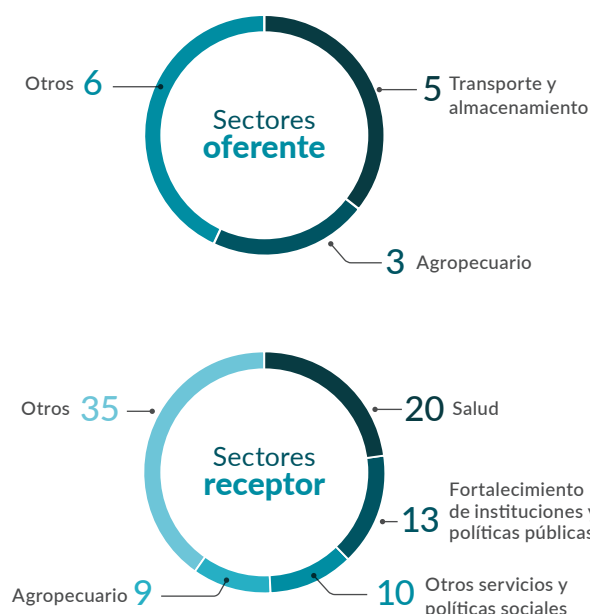 Sectores
oferente
Otros 6
5 Transporte y
almacenamiento
3 Agropecuario
Sectores
receptor
Otros 35
20 Salud
13 Fortalecimiento
de instituciones y
políticas públicas
10 Otros servicios y
políticas sociales
Agropecuario 9